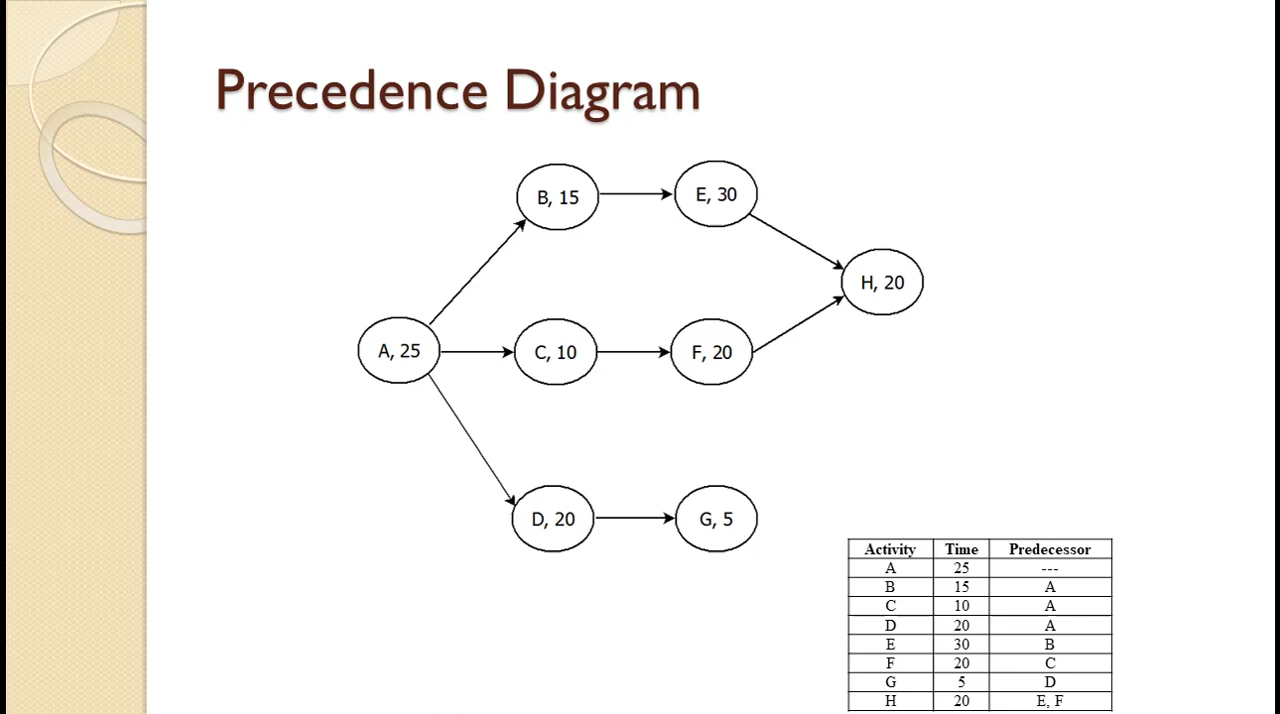 Precedence Diagram
B, 15
E, 30
H, 20
A, 25
C, 10
F, 20
D, 20
G, 5
Activity Time Predecessor
A 25 ---
B 15 A
C 10 A
D 20 A
E 30 B
F 20 C
G 5 D
H 20 E, F